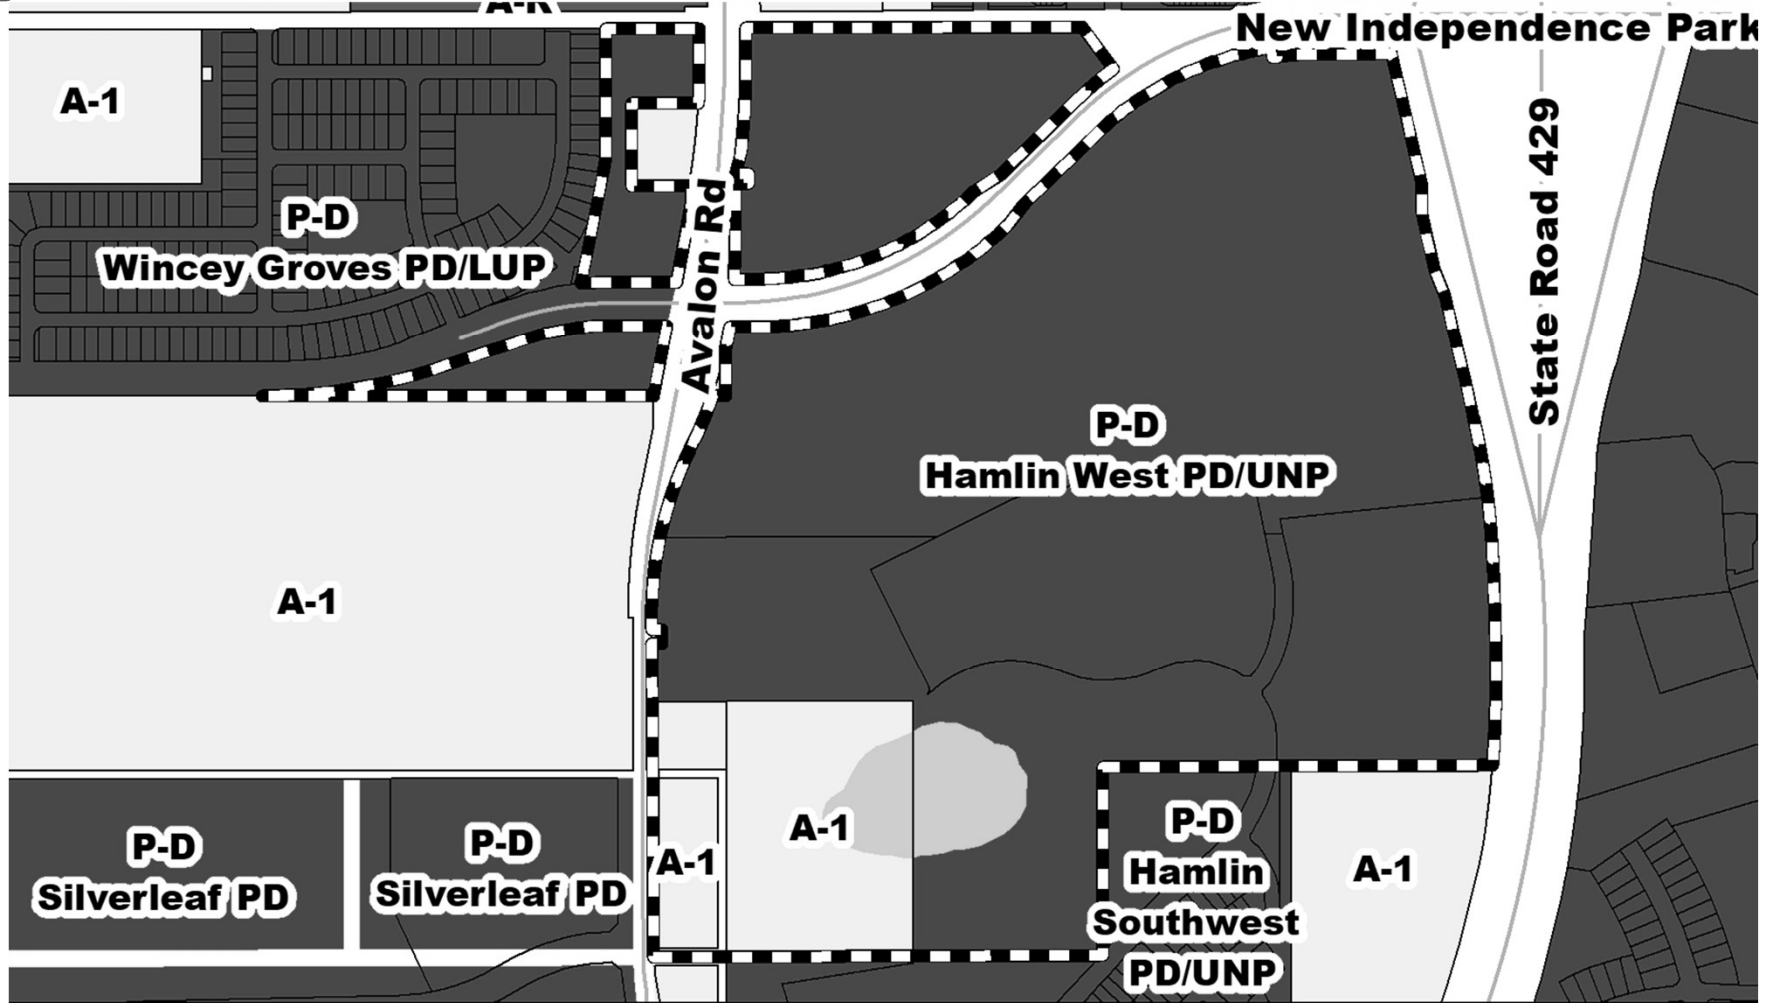 New Independence Park
A-1
State Road 429
P-D
Wincey Groves PD/LUP
Avalon Rd
P-D
Hamlin West PD/UNP
A-1
P-D
Silverleaf PD
P-D
Silverleaf PD
A-1
A-1
P-D
Hamlin
Southwest
PD/UNP
A-1